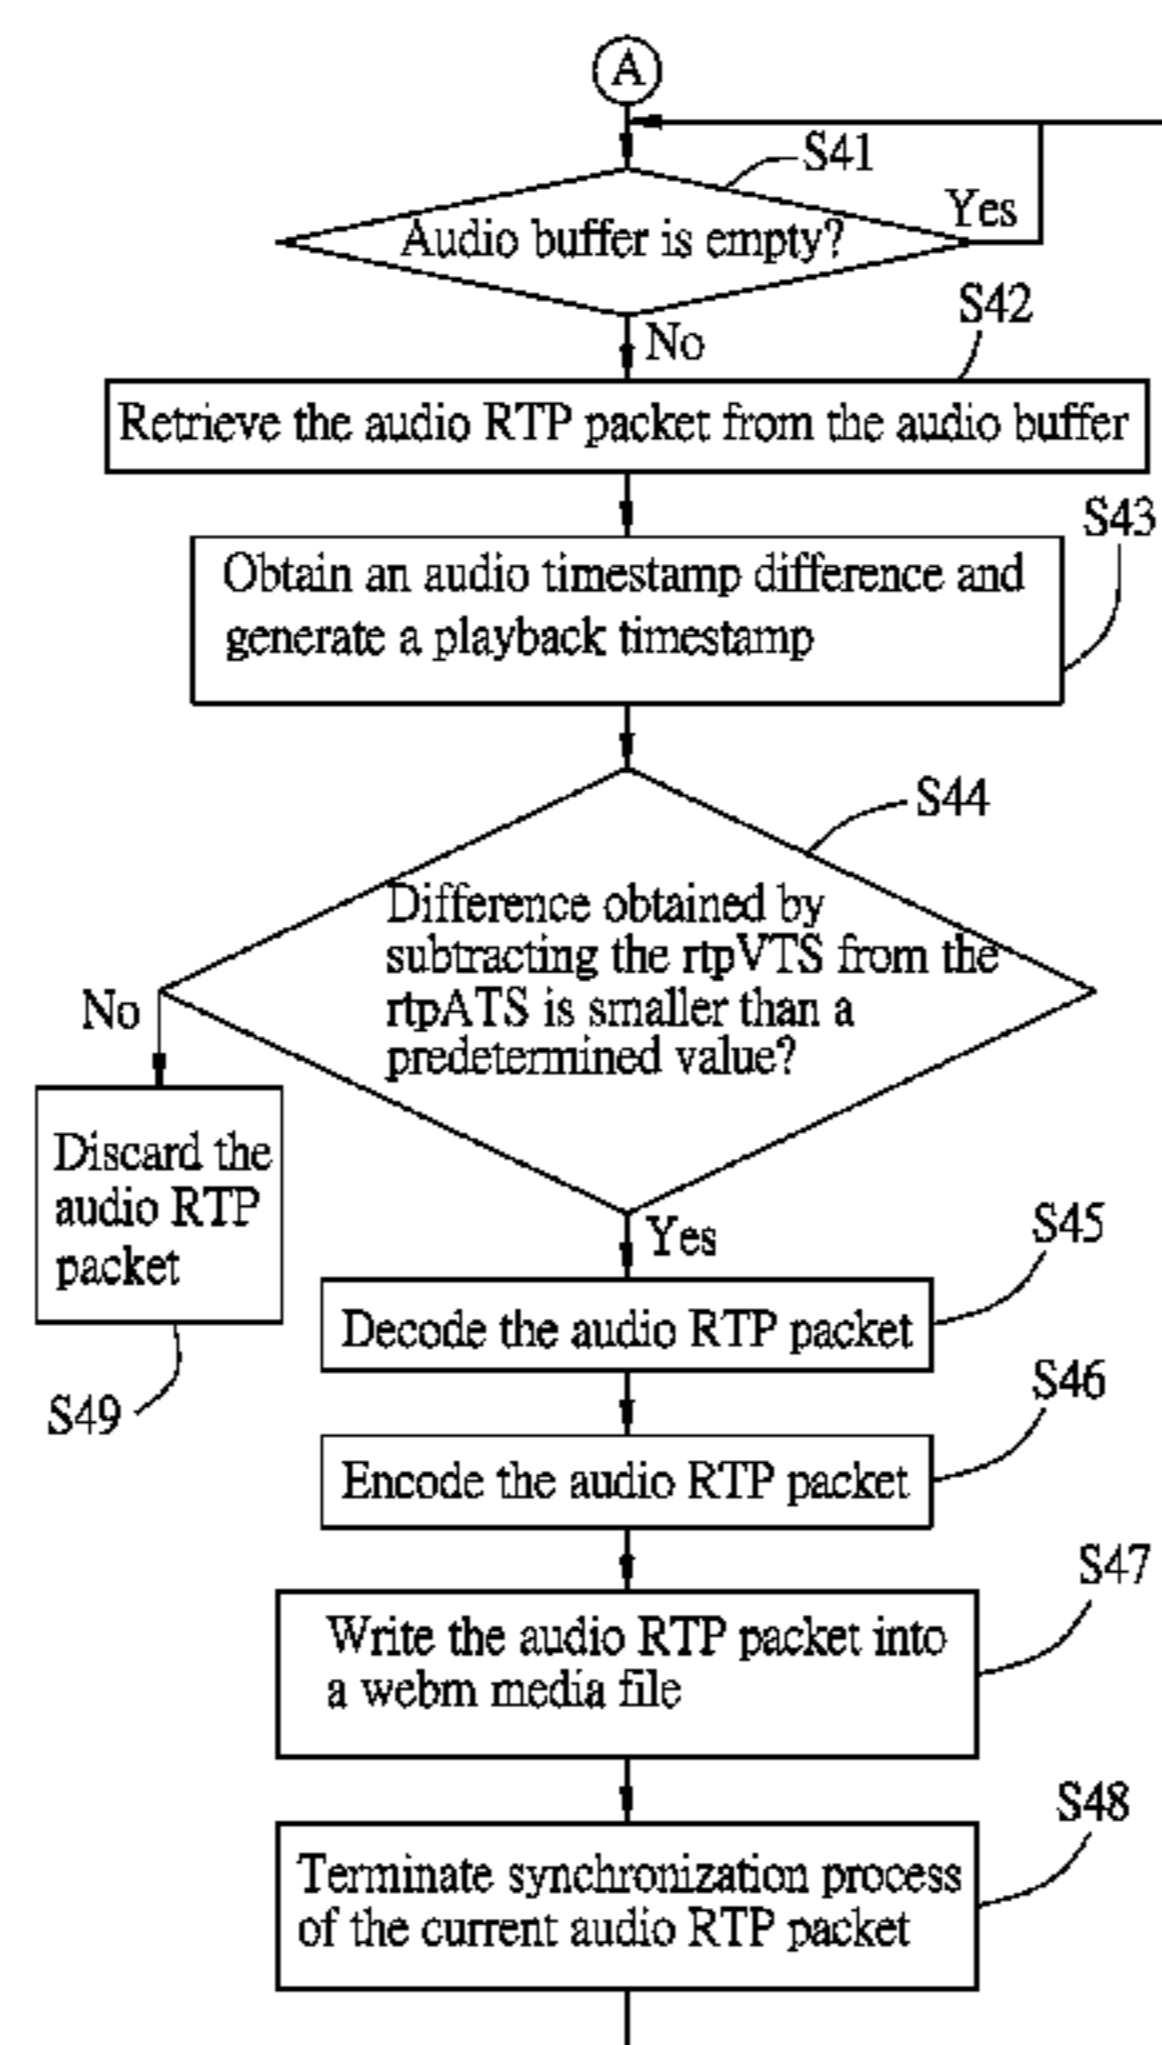 A
S41
Yes
Audio buffer is empty?
S42
No
Retrieve the audio RTP packet from the audio buffer
S43
Obtain an audio timestamp difference and
generate a playback timestamp
S44
Difference obtained by
subtracting the rtpVTS from the
rtpATS is smaller than a
predetermined value?
No
Discard the
audio RTP
packet
S49
Yes
S45
Decode the audio RTP packet
S46
Encode the audio RTP packet
S47
Write the audio RTP packet into
a webm media file
S48
Terminate synchronization process
of the current audio RTP packet